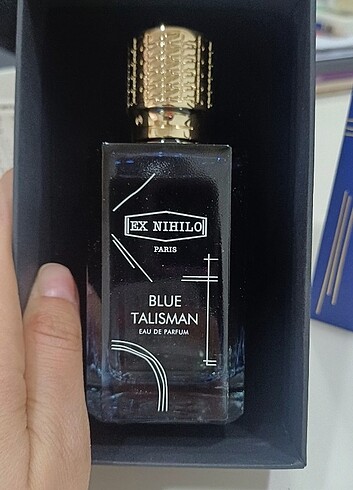 EX NIHILO
PARIS
BLUE
TALISMAN
EAU DE PARFUM